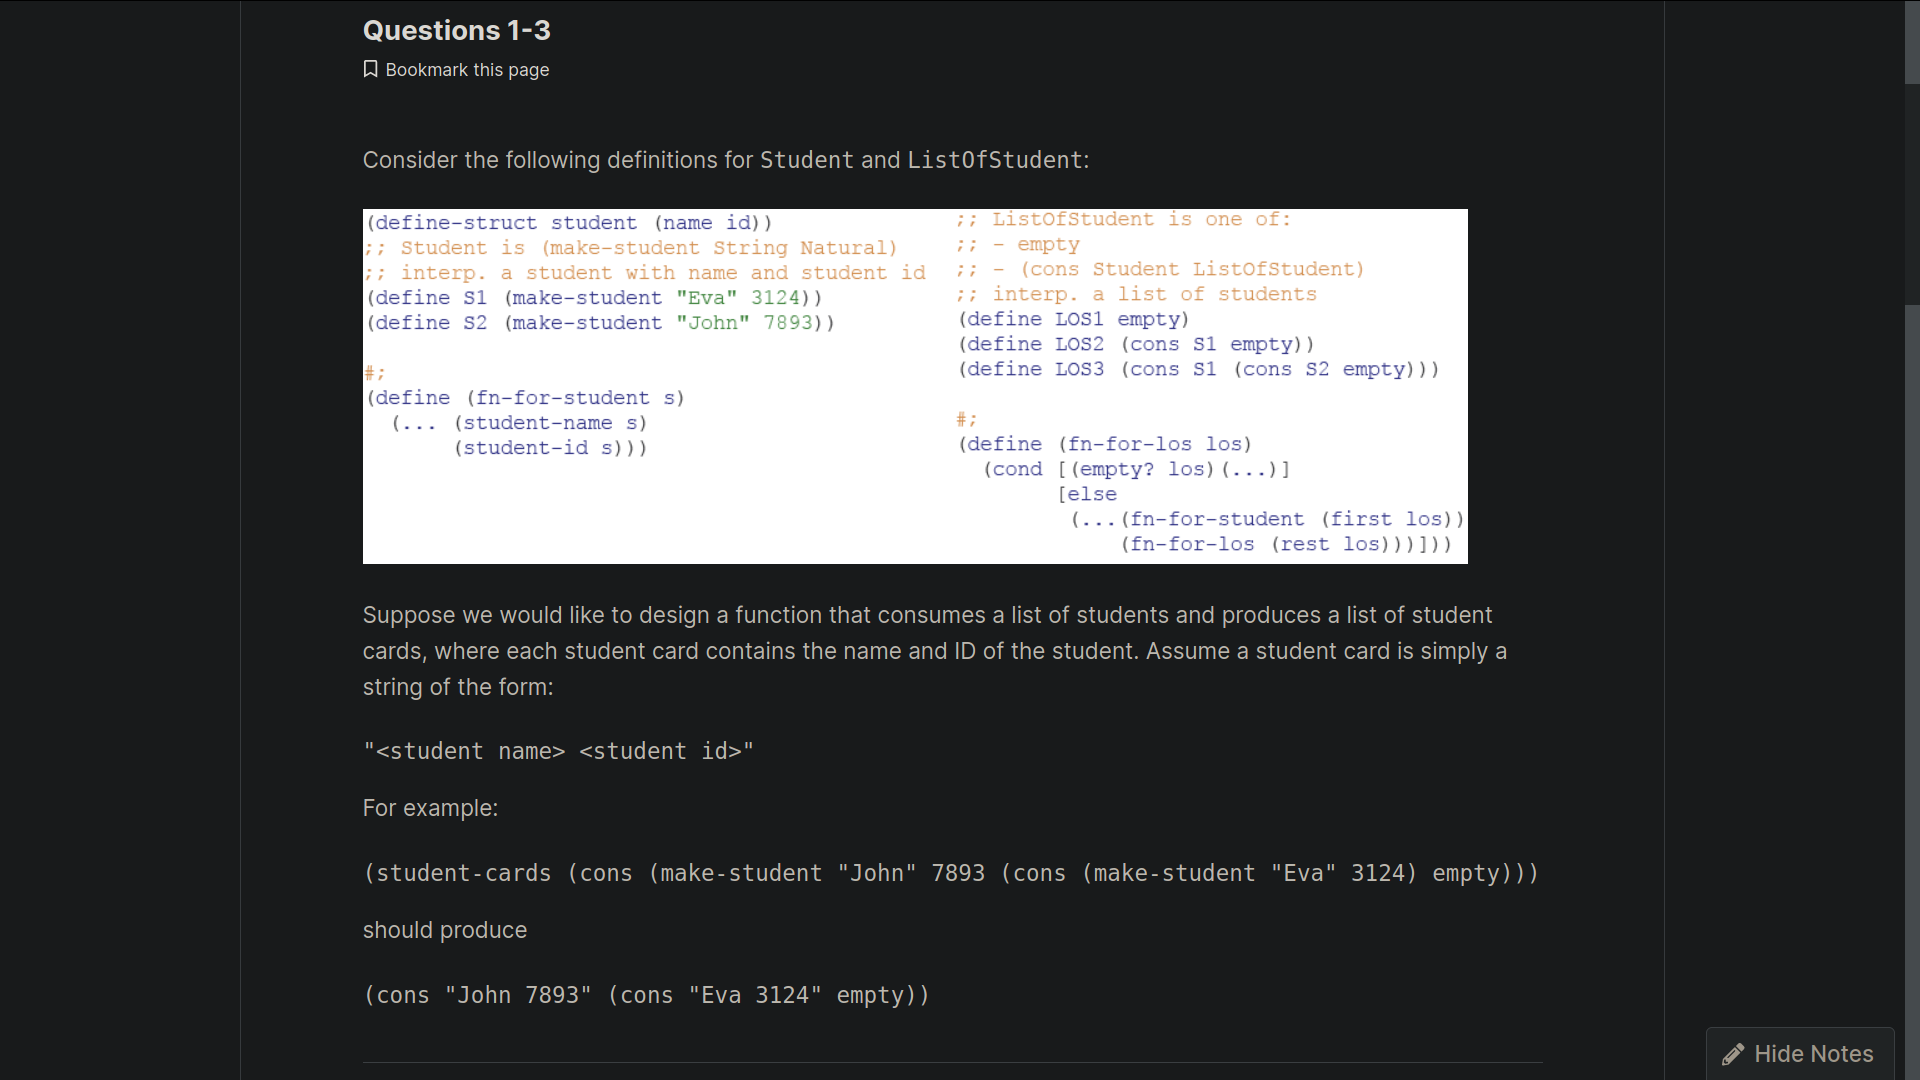 Questions 1-3
Bookmark this page
Consider the following definitions for Student and ListOfStudent:
(define-struct student (name id))
;; Student is (make-student String Natural)
;; interp. a student with name and student id
(define S1 (make-student "Eva" 3124))
(define S2 (make-student "John" 7893))
#;
(define (fn-for-student s)
(... (student-name s)
(student-id s)))
;; ListOfStudent is one of:
;; - empty
;; - (cons Student ListOfStudent)
;; interp. a list of students
(define LOS1 empty)
(define LOS2 (cons S1 empty))
(define LOS3 (cons S1 (cons S2 empty)))
#;
(define (fn-for-los los)
(cond [(empty? los)(...)]
[else
(...(fn-for-student (first los))
(fn-for-los (rest los)))]))
Suppose we would like to design a function that consumes a list of students and produces a list of student
cards, where each student card contains the name and ID of the student. Assume a student card is simply a
string of the form:
"<student name> <student id>"
For example:
(student-cards (cons (make-student "John" 7893 (cons (make-student "Eva" 3124) empty)))
should produce
(cons "John 7893" (cons "Eva 3124" empty))
Hide Notes